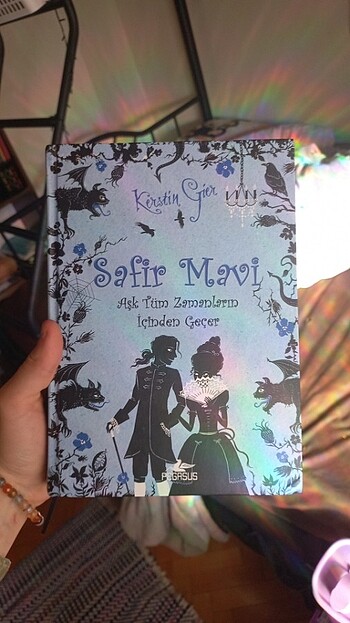 Kerstin Gier
Safir Mavi
Aşk Tüm Zamanların
İçinden Geçer
PEGASUS